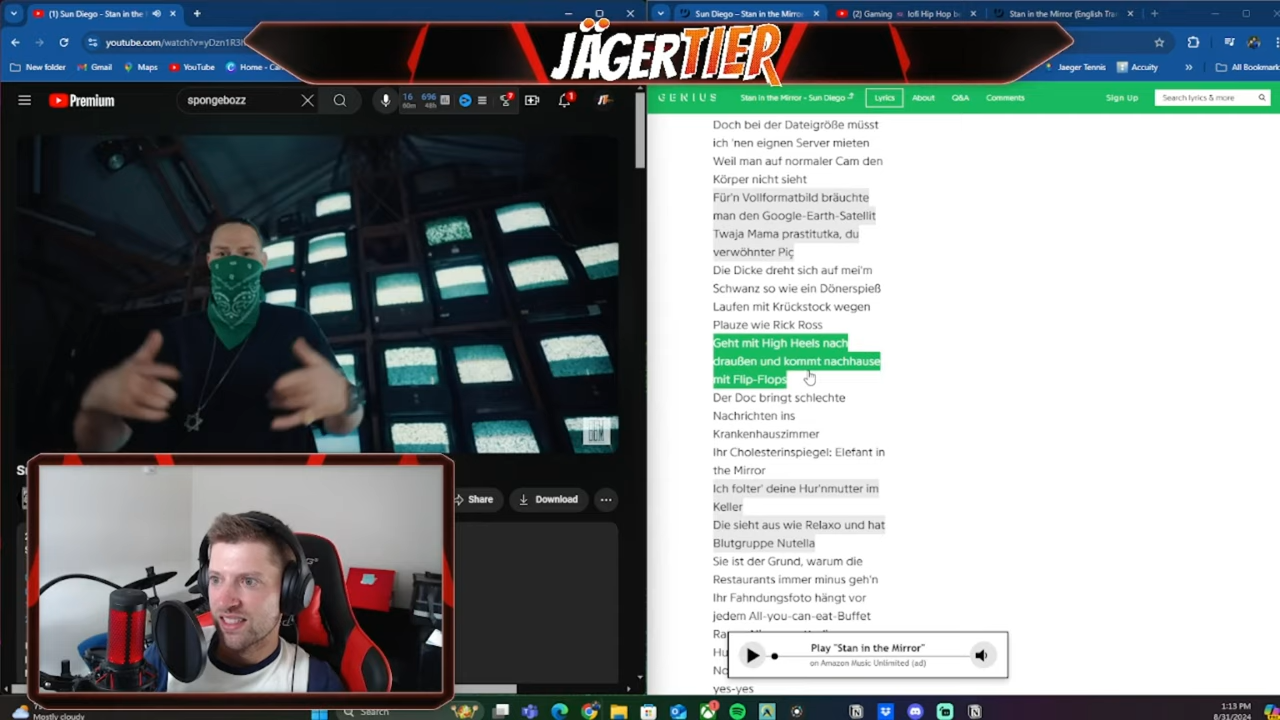 (1) Sun Diego - Stan in the
Sun Diego – Stan in the Mirror
(2) Gaming
lofi Hip Hop b
Stan in the Mirror (English Tra
JÄGERTIER
youtube.com/watch?v=yDzn1R3l
New folder
Gmail
Maps
YouTube
Home - Ca
Jaeger Tennis
Accuity
All Bookmark
Premium
spongebozz
16
60m
696
48h
GENIUS
Stan in the Mirror - Sun Diego
Lyrics
About
Q&A
Comments
Sign Up
Search lyrics & more
Doch bei der Dateigröße müsst
ich 'nen eignen Server mieten
Weil man auf normaler Cam den
Körper nicht sieht
Für'n Vollformatbild bräuchte
man den Google-Earth-Satellit
Twaja Mama prastitutka, du
verwöhnter Piç
Die Dicke dreht sich auf mei'm
Schwanz so wie ein Dönerspieß
Laufen mit Krückstock wegen
Plauze wie Rick Ross
Geht mit High Heels nach
draußen und kommt nachhause
mit Flip-Flops
Der Doc bringt schlechte
Nachrichten ins
Krankenhauszimmer
Ihr Cholesterinspiegel: Elefant in
the Mirror
Ich folter' deine Hur'nmutter im
Keller
Die sieht aus wie Relaxo und hat
Blutgruppe Nutella
Sie ist der Grund, warum die
Restaurants immer minus geh'n
Ihr Fahndungsfoto hängt vor
jedem All-you-can-eat-Buffet
yes-yes
Play "Stan in the Mirror"
on Amazon Music Unlimited (ad)
Share
Download
Mostly cloudy
Search
1:13 PM
8/31/2024